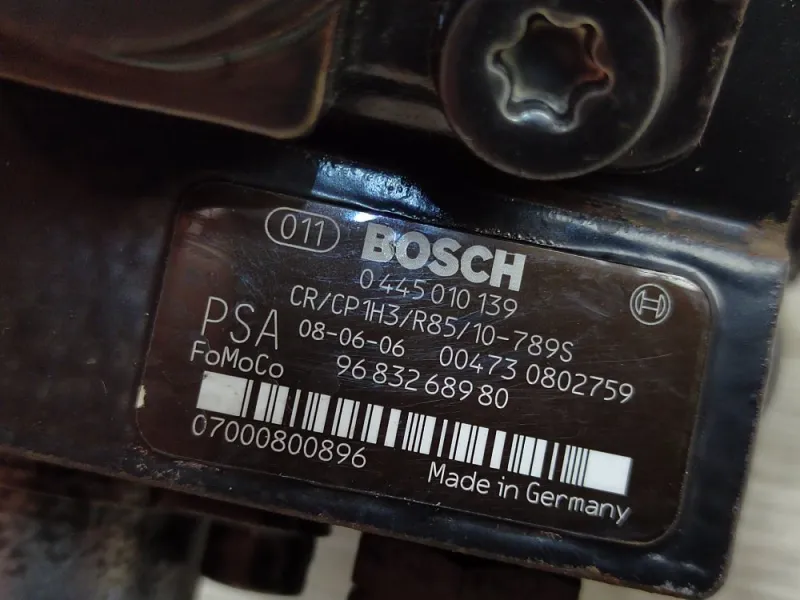 011 BOSCH
0 445 010 139
CR/CP1H3/R85/10-789S
PSA 08-06-06 00473 0802759
FoMoCo 96 832 689 80
07000800896
Made in Germany